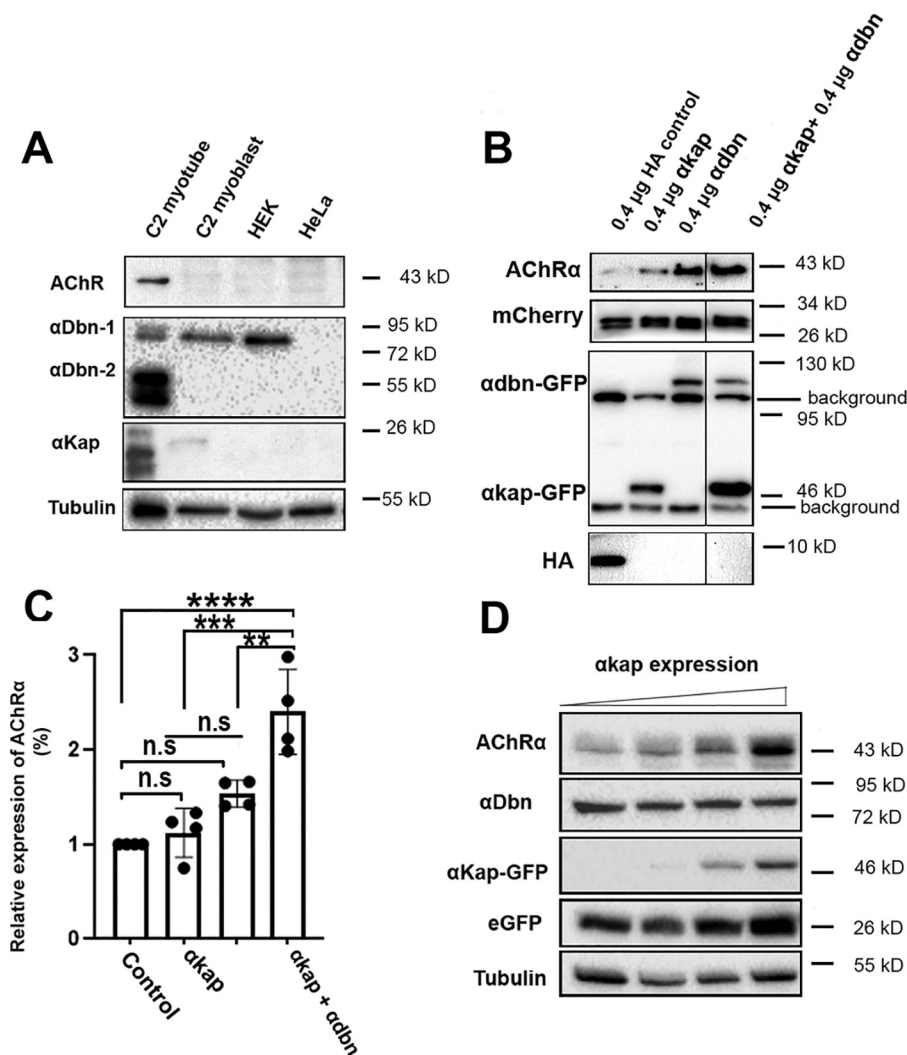 A
C2 myotube
C2 myoblast
HEK
HeLa
AChR
43 kD
αDbn-1
95 kD
72 kD
αDbn-2
55 kD
αKap
26 kD
Tubulin
55 kD
B
0.4 µg HA control
0.4 µg αkap
0.4 µg αdbn
0.4 µg αkap+ 0.4 µg αdbn
AChRα
43 kD
mCherry
34 kD
26 kD
αdbn-GFP
130 kD
background
95 kD
αkap-GFP
46 kD
background
HA
10 kD
C
Relative expression of AChRα
(%)
3
2
1
0
****
***
**
n.s
n.s
n.s
Control
αkap
αkap + αdbn
D
αkap expression
AChRα
43 kD
αDbn
95 kD
72 kD
αKap-GFP
46 kD
eGFP
26 kD
Tubulin
55 kD